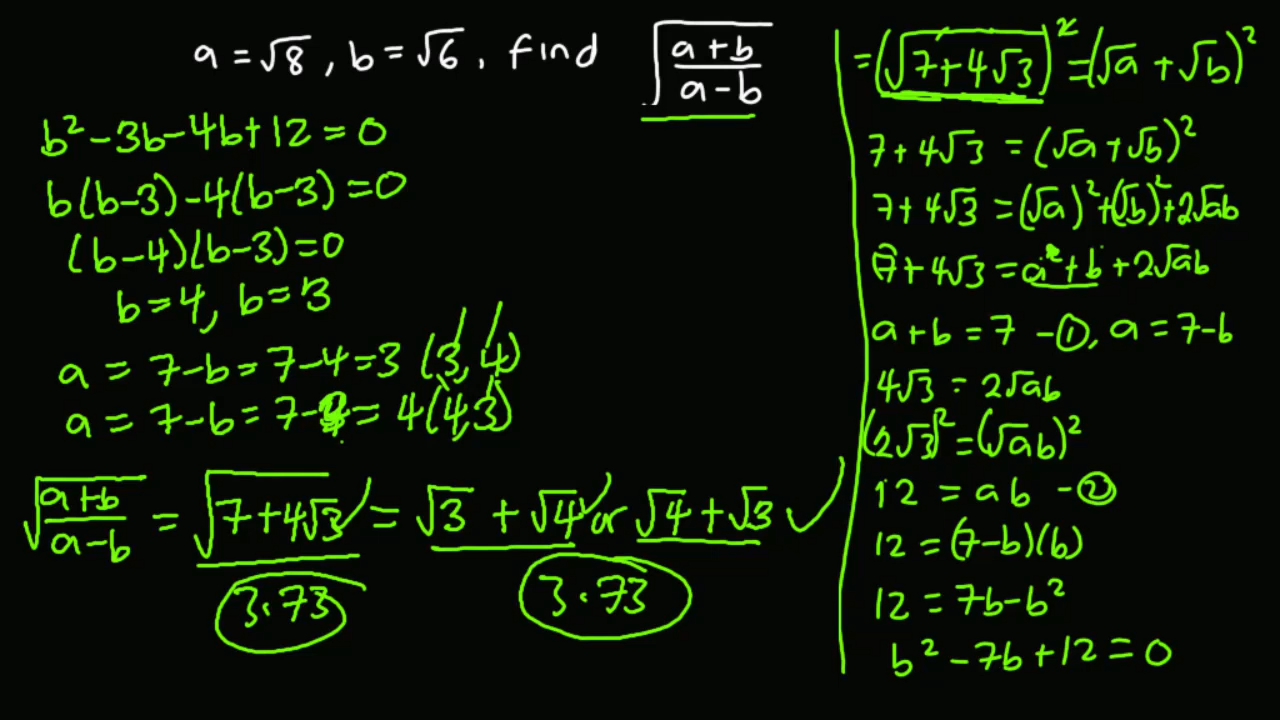 a = √8, b = √6, find √((a+b)/(a-b))
b² - 3b - 4b + 12 = 0
b(b-3) - 4(b-3) = 0
(b-4)(b-3) = 0
b = 4, b = 3
a = 7-b = 7-4 = 3 (3,4)
a = 7-b = 7-3 = 4 (4,3)
√((a+b)/(a-b)) = √(7+4√3) ✓ = √3 + √4 ✓ or √4 + √3 ✓
3.73 3.73
= (√(7+4√3))² = (√a + √b)²
7+4√3 = (√a + √b)²
7+4√3 = (√a)² + (√b)² + 2√ab
7+4√3 = a + b + 2√ab
a + b = 7 - ①, a = 7-b
4√3 = 2√ab
(2√3)² = (√ab)²
12 = ab - ②
12 = (7-b)(b)
12 = 7b - b²
b² - 7b + 12 = 0